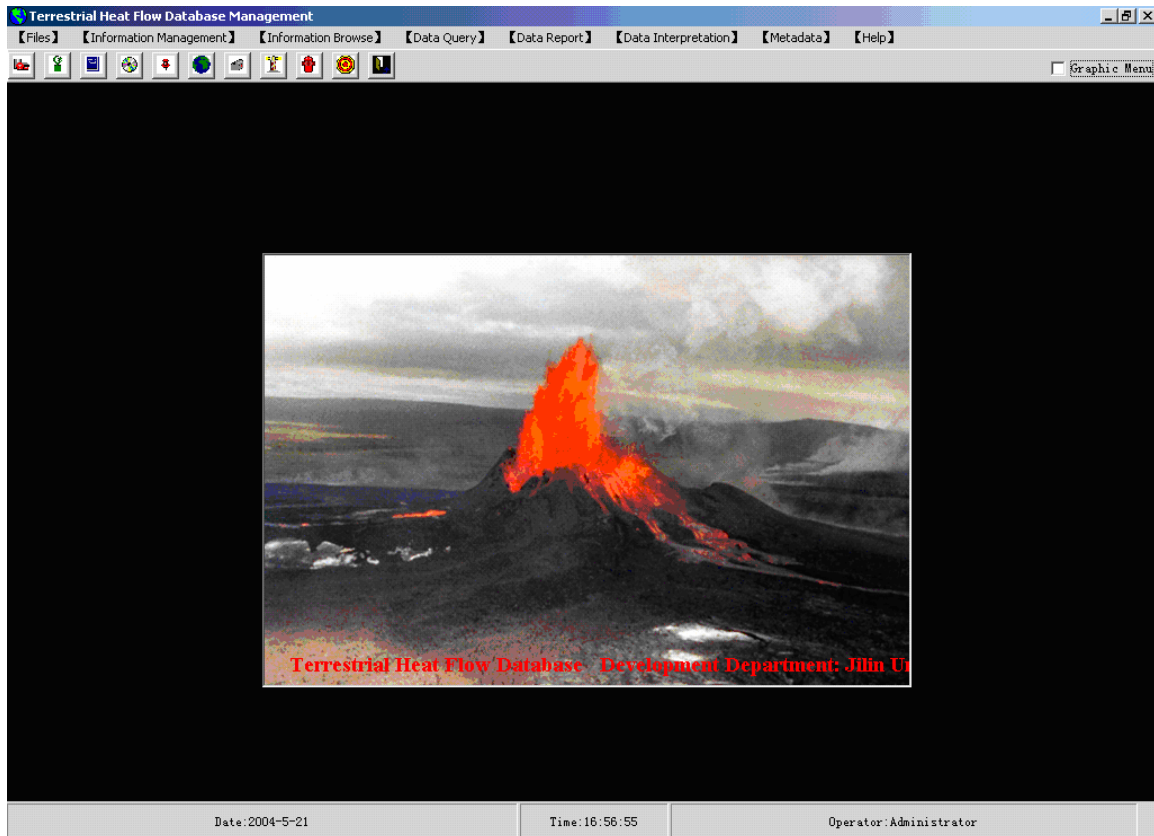 Terrestrial Heat Flow Database Management
【Files】 【Information Management】 【Information Browse】 【Data Query】 【Data Report】 【Data Interpretation】 【Metadata】 【Help】
Graphic Menu
Terrestrial Heat Flow Database Development Department: Jilin
Date:2004-5-21 Time:16:56:55 Operator:Administrator